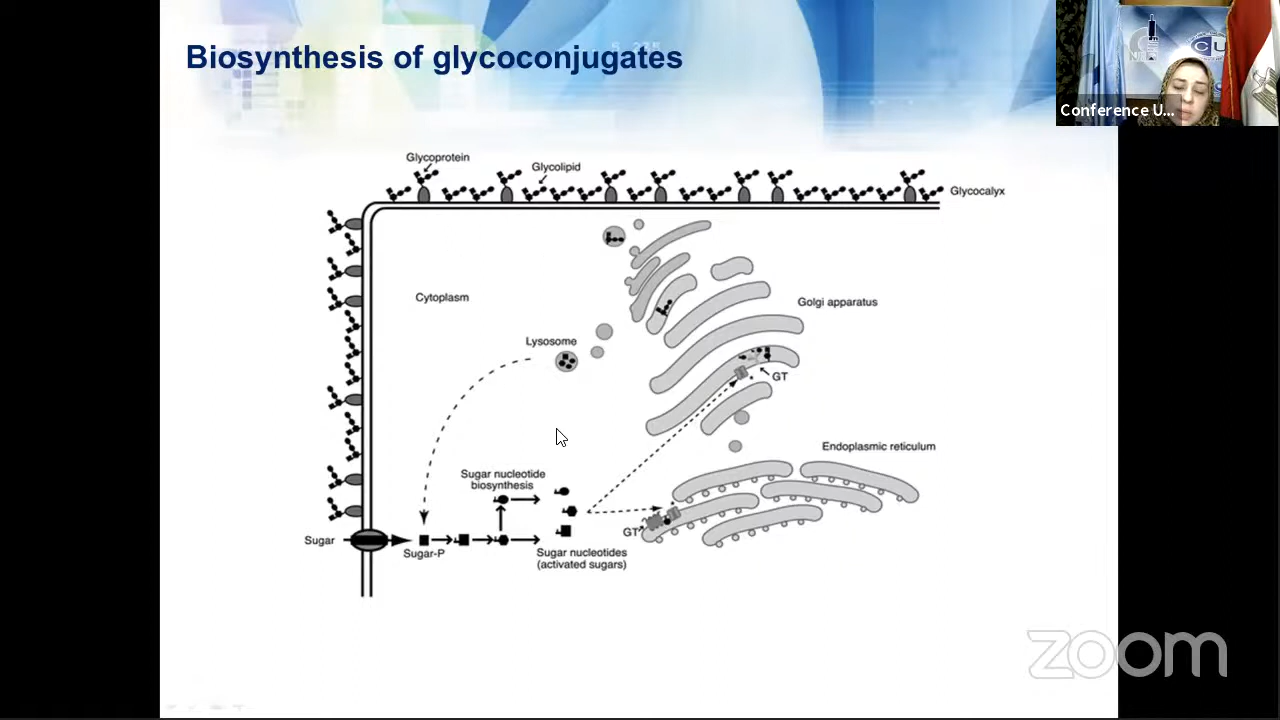 Biosynthesis of glycoconjugates
Conference U...
Glycoprotein
Glycolipid
Glycocalyx
Cytoplasm
Golgi apparatus
Lysosome
GT
Endoplasmic reticulum
Sugar nucleotide
biosynthesis
GT
Sugar
Sugar-P
Sugar nucleotides
(activated sugars)
zoom